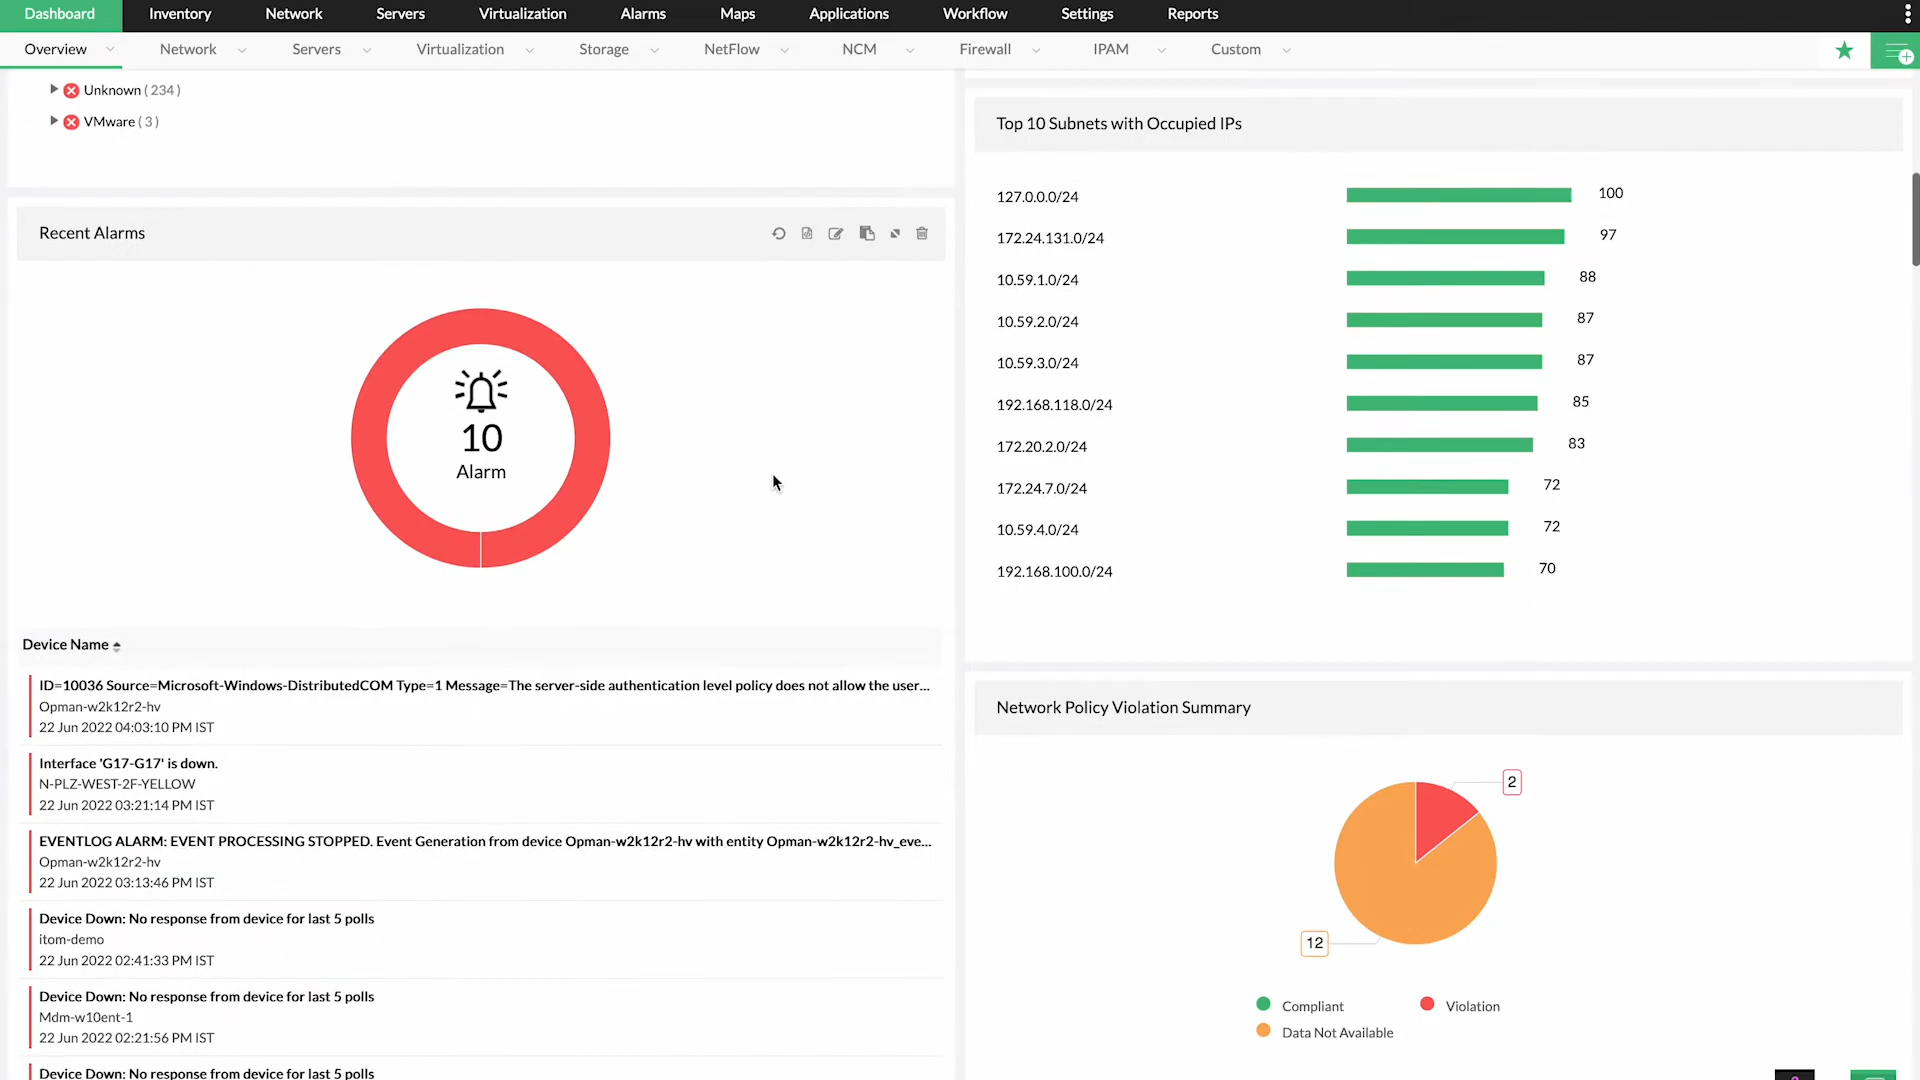 Dashboard Inventory Network Servers Virtualization Alarms Maps Applications Workflow Settings Reports
Overview Network Servers Virtualization Storage NetFlow NCM Firewall IPAM Custom
Unknown ( 234 )
VMware ( 3 )
Recent Alarms
10
Alarm
Device Name
ID=10036 Source=Microsoft-Windows-DistributedCOM Type=1 Message=The server-side authentication level policy does not allow the user...
Opman-w2k12r2-hv
22 Jun 2022 04:03:10 PM IST
Interface 'G17-G17' is down.
N-PLZ-WEST-2F-YELLOW
22 Jun 2022 03:21:14 PM IST
EVENTLOG ALARM: EVENT PROCESSING STOPPED. Event Generation from device Opman-w2k12r2-hv with entity Opman-w2k12r2-hv_eve...
Opman-w2k12r2-hv
22 Jun 2022 03:13:46 PM IST
Device Down: No response from device for last 5 polls
itom-demo
22 Jun 2022 02:41:33 PM IST
Device Down: No response from device for last 5 polls
Mdm-w10ent-1
22 Jun 2022 02:21:56 PM IST
Device Down: No response from device for last 5 polls
Top 10 Subnets with Occupied IPs
127.0.0.0/24 100
172.24.131.0/24 97
10.59.1.0/24 88
10.59.2.0/24 87
10.59.3.0/24 87
192.168.118.0/24 85
172.20.2.0/24 83
172.24.7.0/24 72
10.59.4.0/24 72
192.168.100.0/24 70
Network Policy Violation Summary
2
12
Compliant Violation
Data Not Available